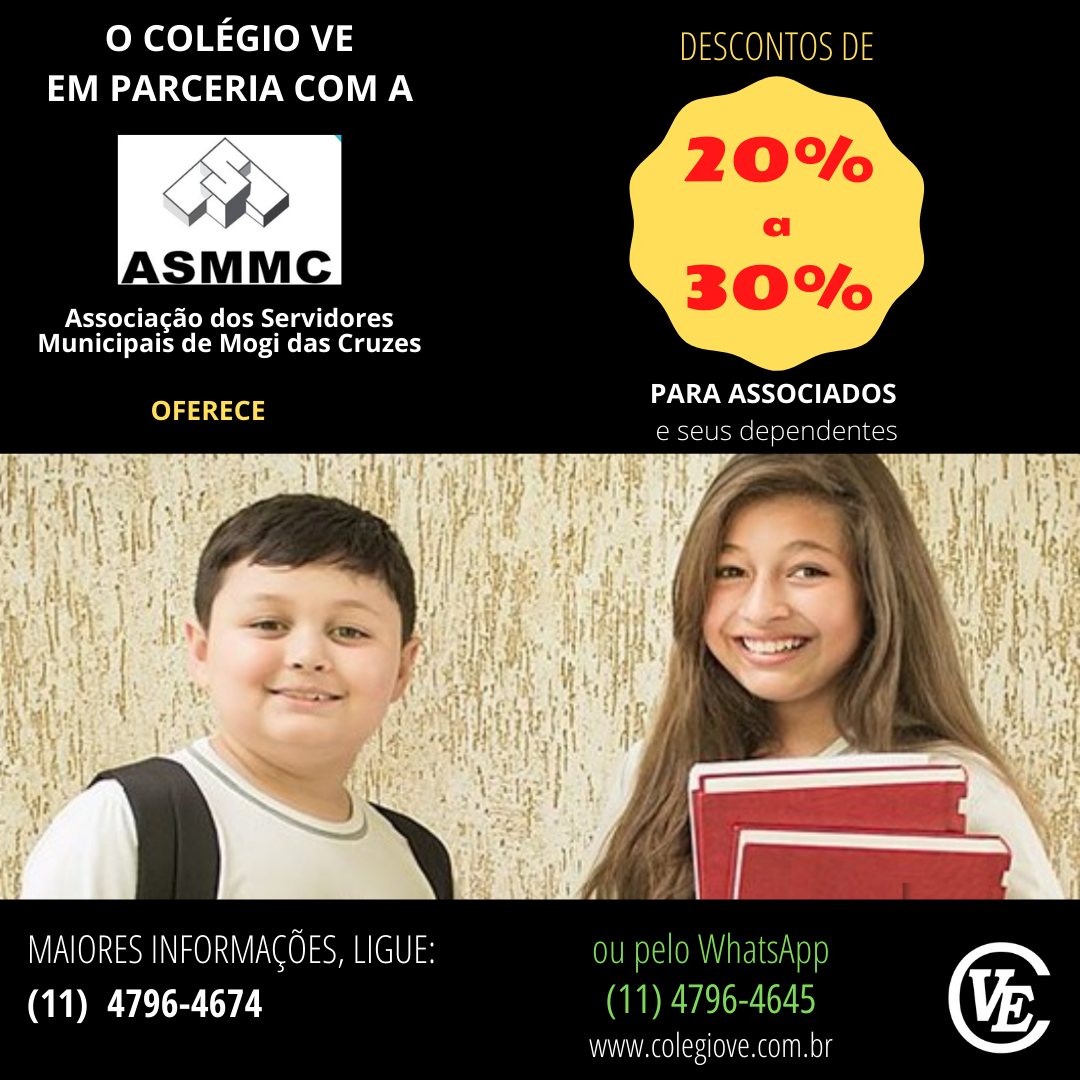 O COLÉGIO VE
EM PARCERIA COM A
ASMMC
Associação dos Servidores
Municipais de Mogi das Cruzes
OFERECE
DESCONTOS DE
20%
a
30%
PARA ASSOCIADOS
e seus dependentes
MAIORES INFORMAÇÕES, LIGUE:
(11) 4796-4674
ou pelo WhatsApp
(11) 4796-4645
www.colegiove.com.br
CVE